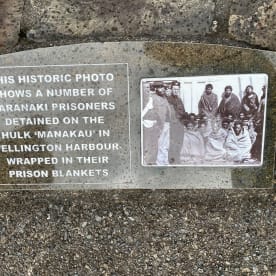 HIS HISTORIC PHOTO
HOWS A NUMBER OF
ARANAKI PRISONERS
DETAINED ON THE
HULK 'MANAKAU' IN
ELLINGTON HARBOUR
WRAPPED IN THEIR
PRISON BLANKETS